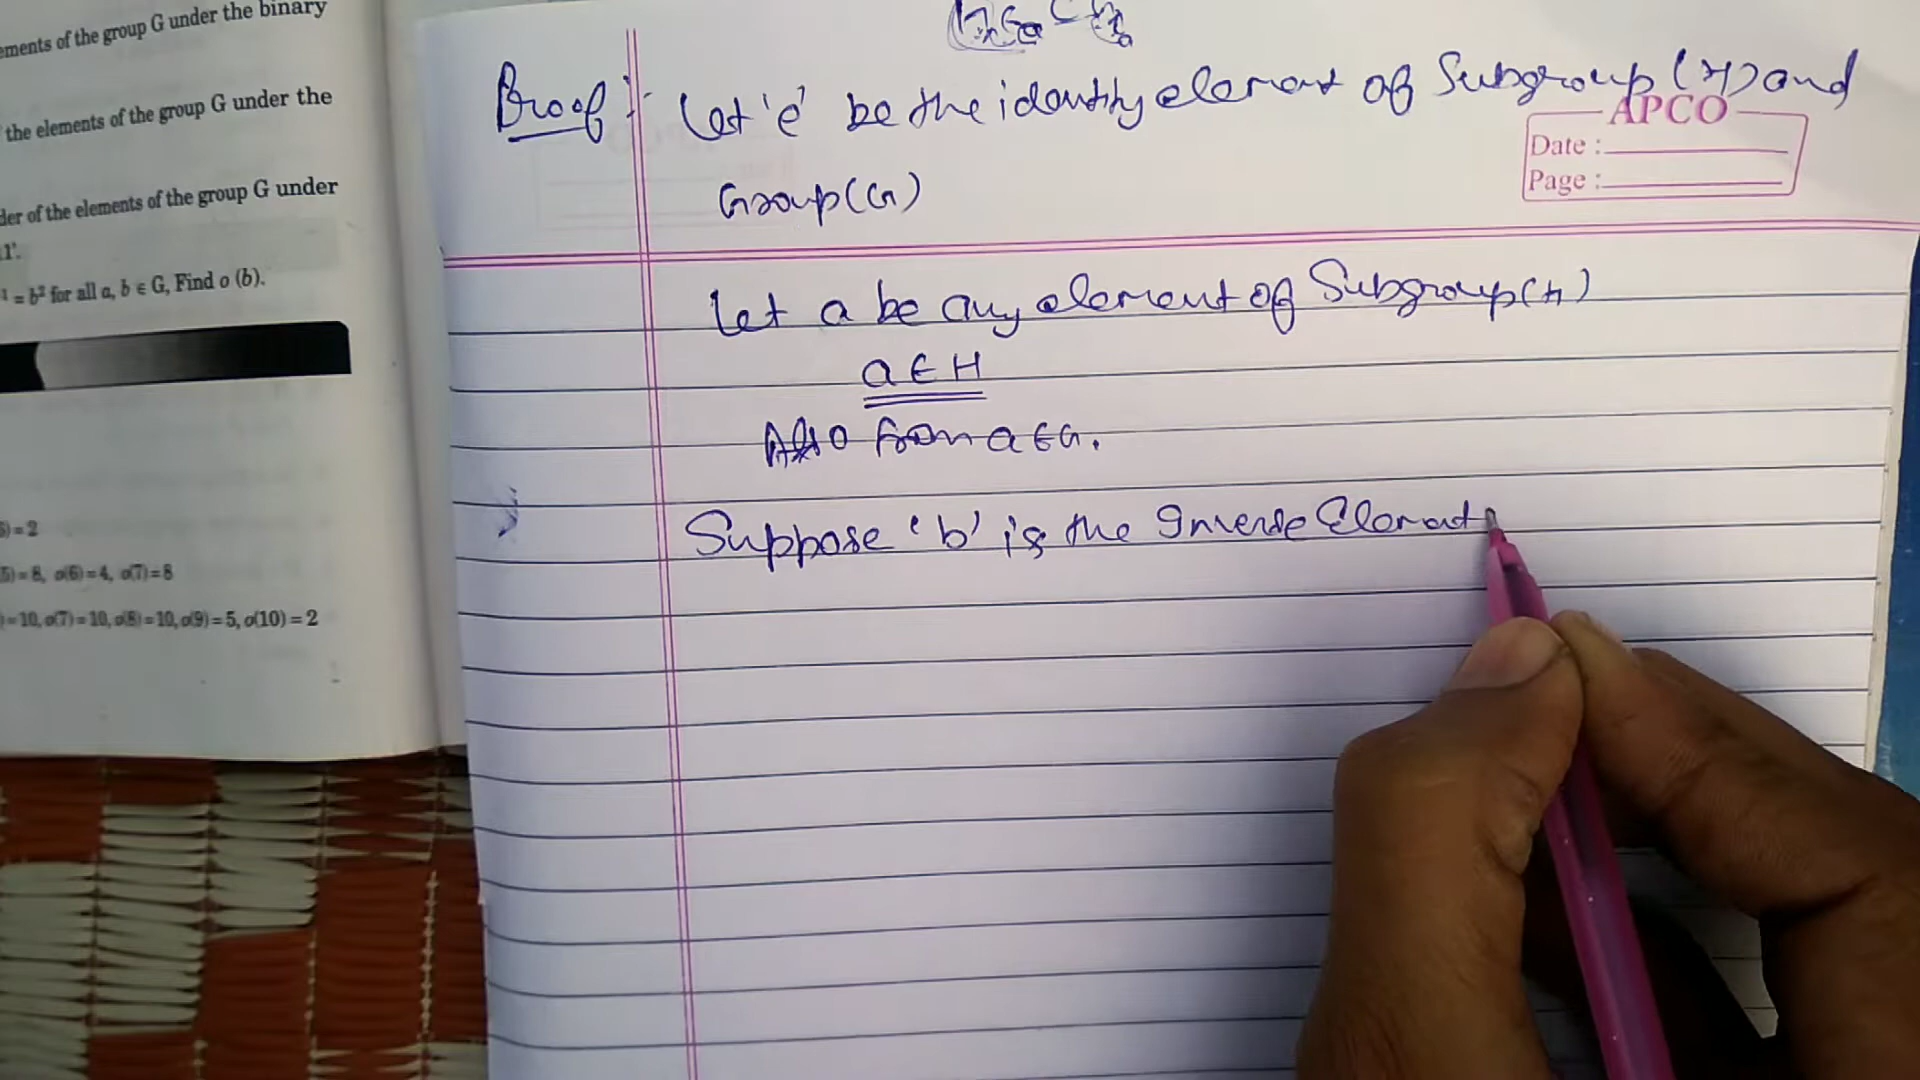 ements of the group G under the binary
the elements of the group G under the
der of the elements of the group G under
1'.
= b² for all a, b ∈ G, Find o (b).
5) = 2
5) = 8, o(6) = 4, o(7) = 8
) = 10, o(7) = 10, o(8) = 10, o(9) = 5, o(10) = 2
Proof :- Let 'e' be the identity element of Subgroup (H) and
Group (G)
APCO
Date :
Page :
Let a be any element of Subgroup (H)
a ∈ H
Also from a ∈ G.
Suppose 'b' is the Inverse Element